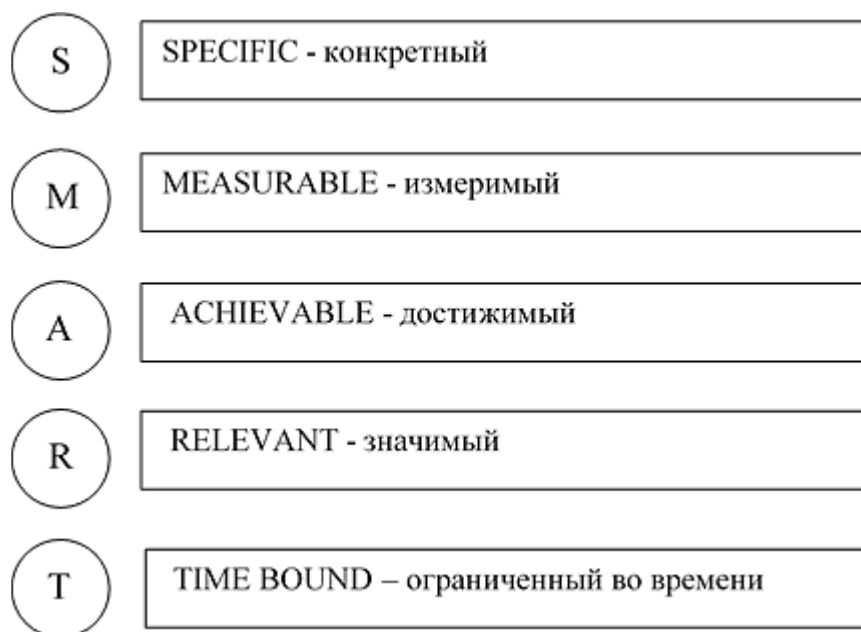 S
SPECIFIC - конкретный
M
MEASURABLE - измеримый
A
ACHIEVABLE - достижимый
R
RELEVANT - значимый
T
TIME BOUND – ограниченный во времени